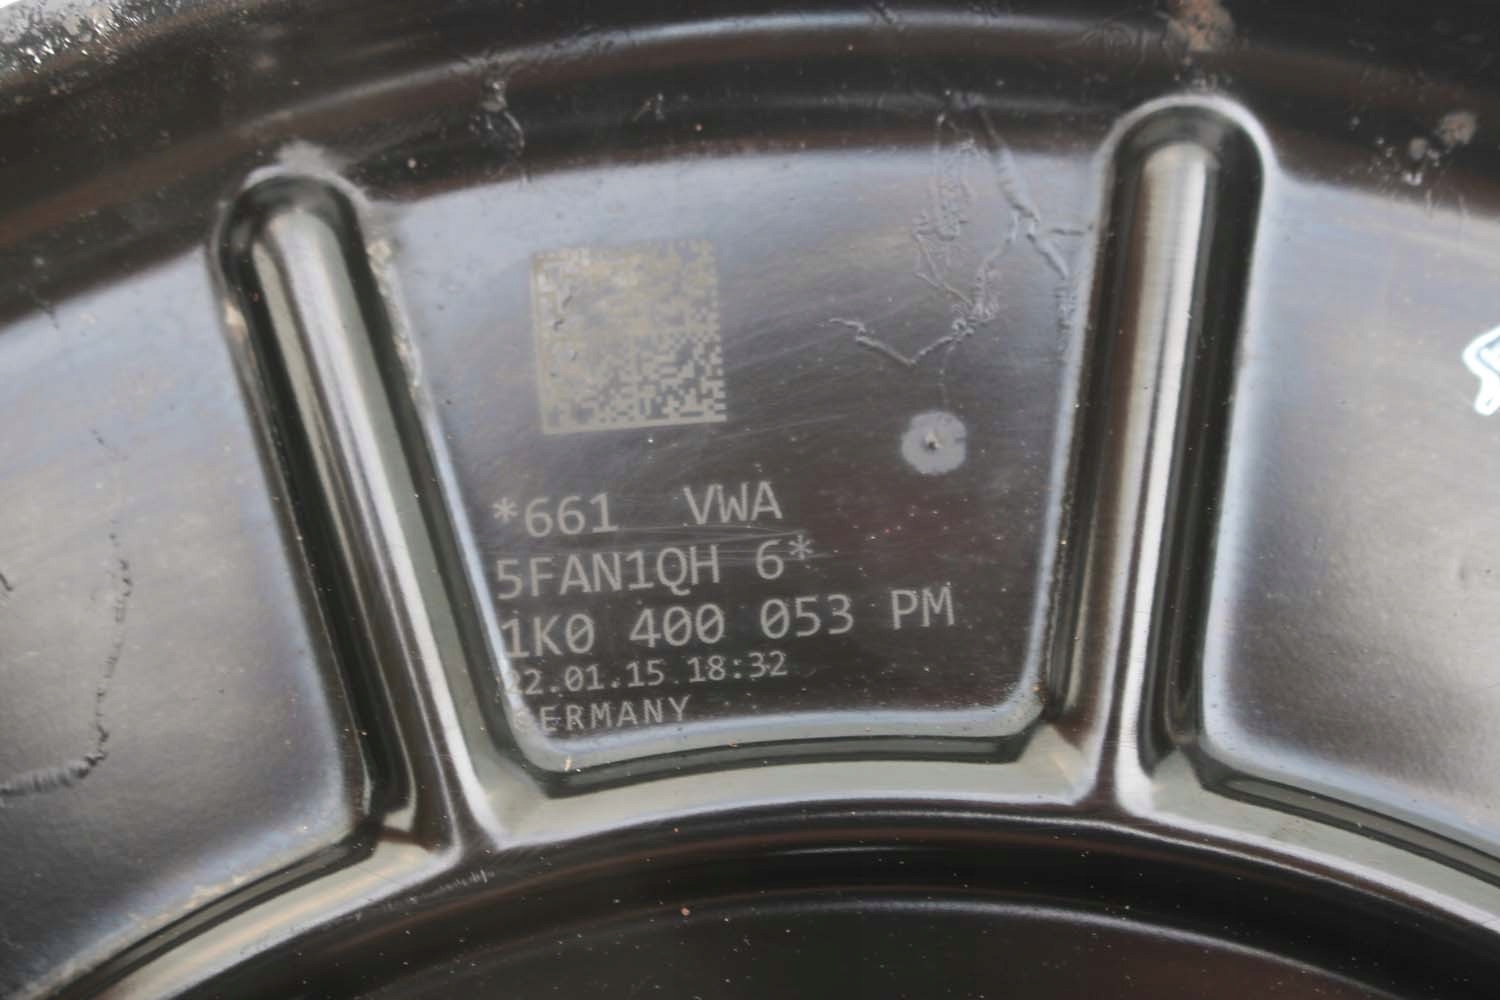 *661 VWA
5FAN1QH 6*
1K0 400 053 PM
22.01.15 18:32
GERMANY